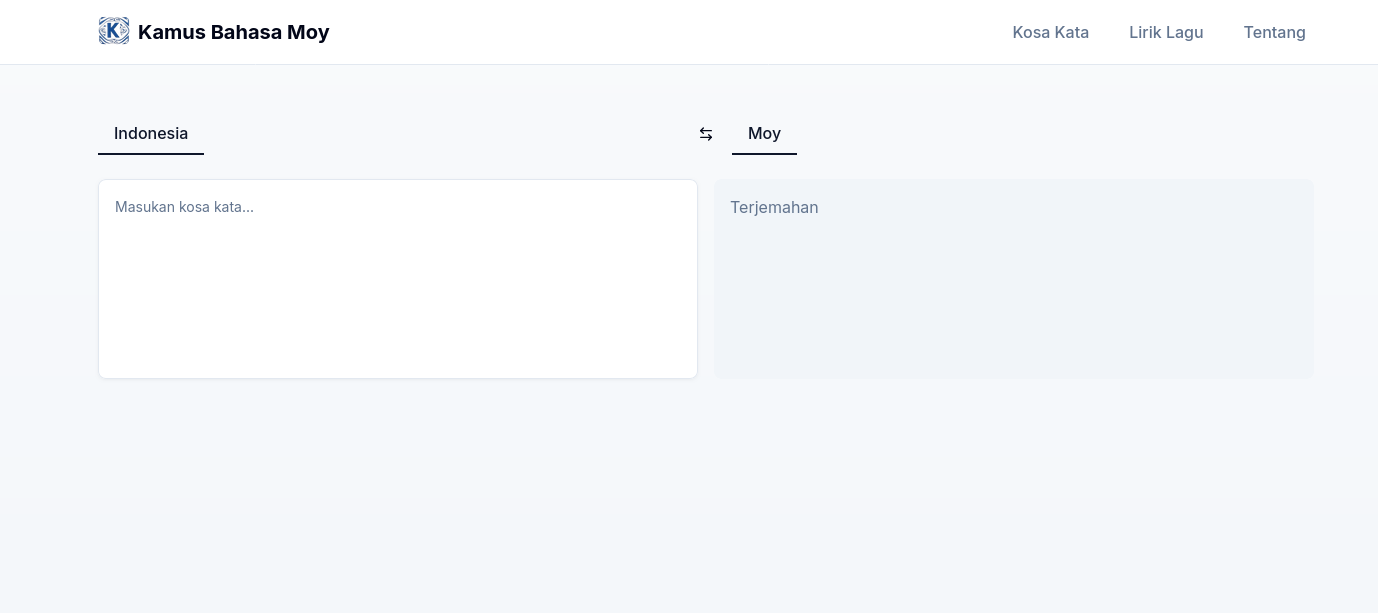 K Kamus Bahasa Moy
Kosa Kata Lirik Lagu Tentang
Indonesia
Moy
Masukan kosa kata...
Terjemahan